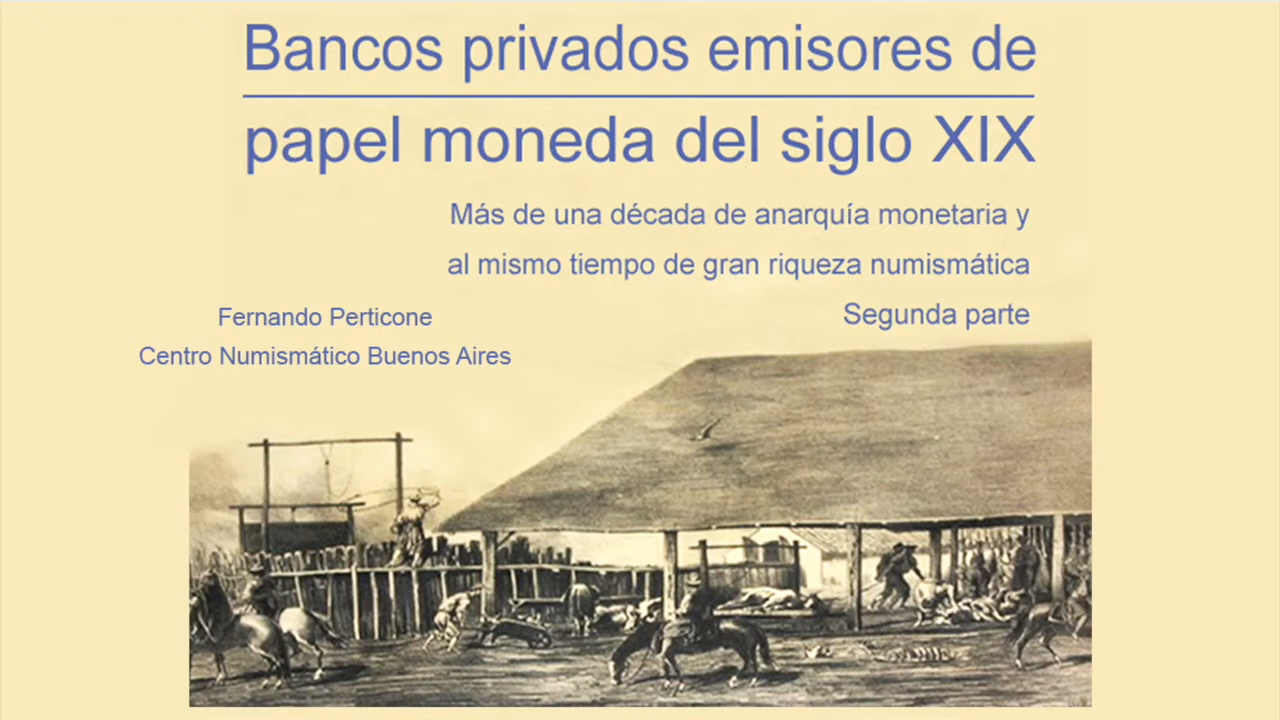 Bancos privados emisores de
papel moneda del siglo XIX
Más de una década de anarquía monetaria y
al mismo tiempo de gran riqueza numismática
Segunda parte
Fernando Perticone
Centro Numismático Buenos Aires